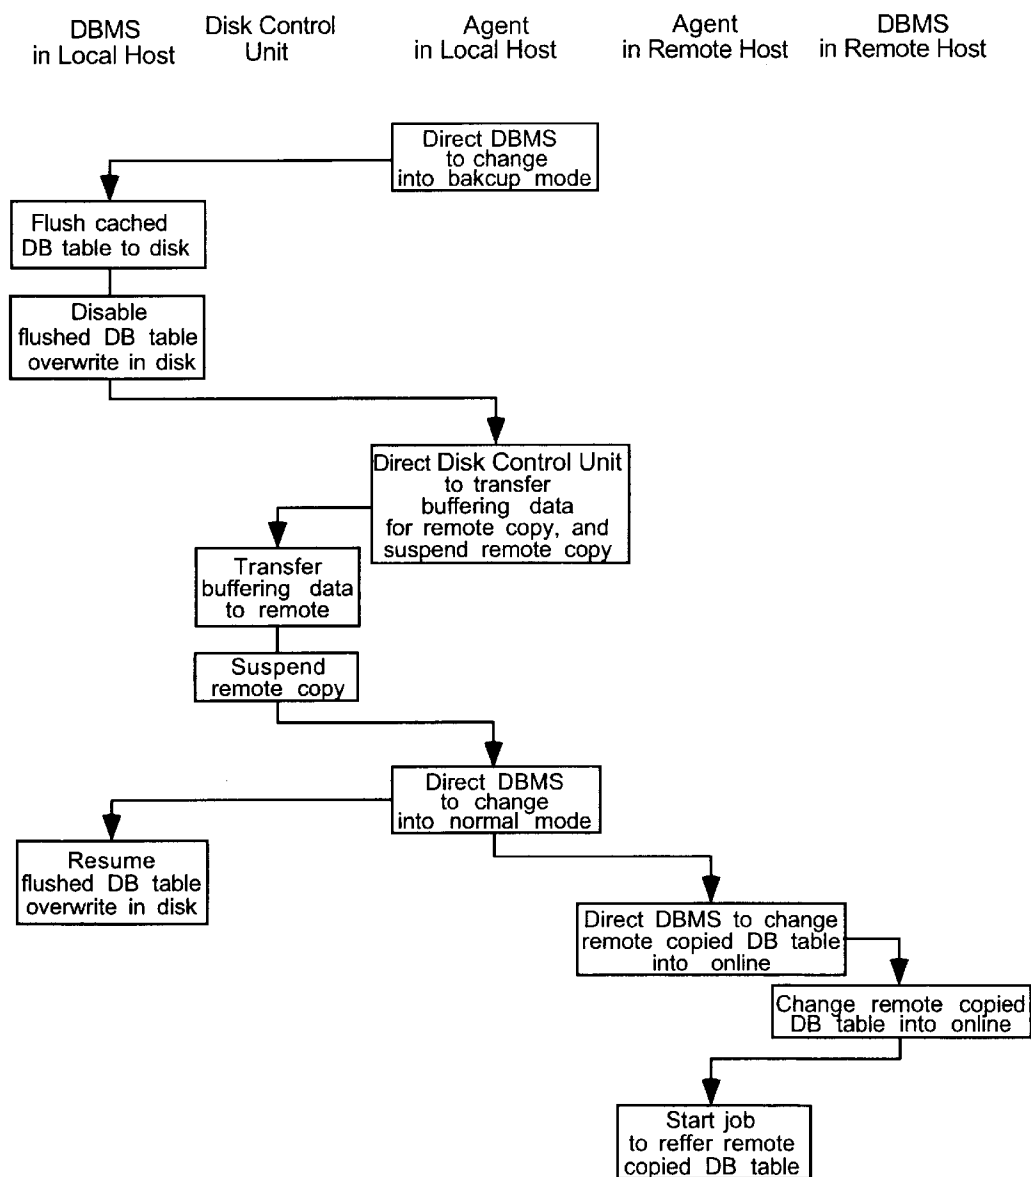 DBMS
in Local Host
Disk Control
Unit
Agent
in Local Host
Agent
in Remote Host
DBMS
in Remote Host
Direct DBMS
to change
into bakcup mode
Flush cached
DB table to disk
Disable
flushed DB table
overwrite in disk
Direct Disk Control Unit
to transfer
buffering data
for remote copy, and
suspend remote copy
Transfer
buffering data
to remote
Suspend
remote copy
Direct DBMS
to change
into normal mode
Resume
flushed DB table
overwrite in disk
Direct DBMS to change
remote copied DB table
into online
Change remote copied
DB table into online
Start job
to reffer remote
copied DB table